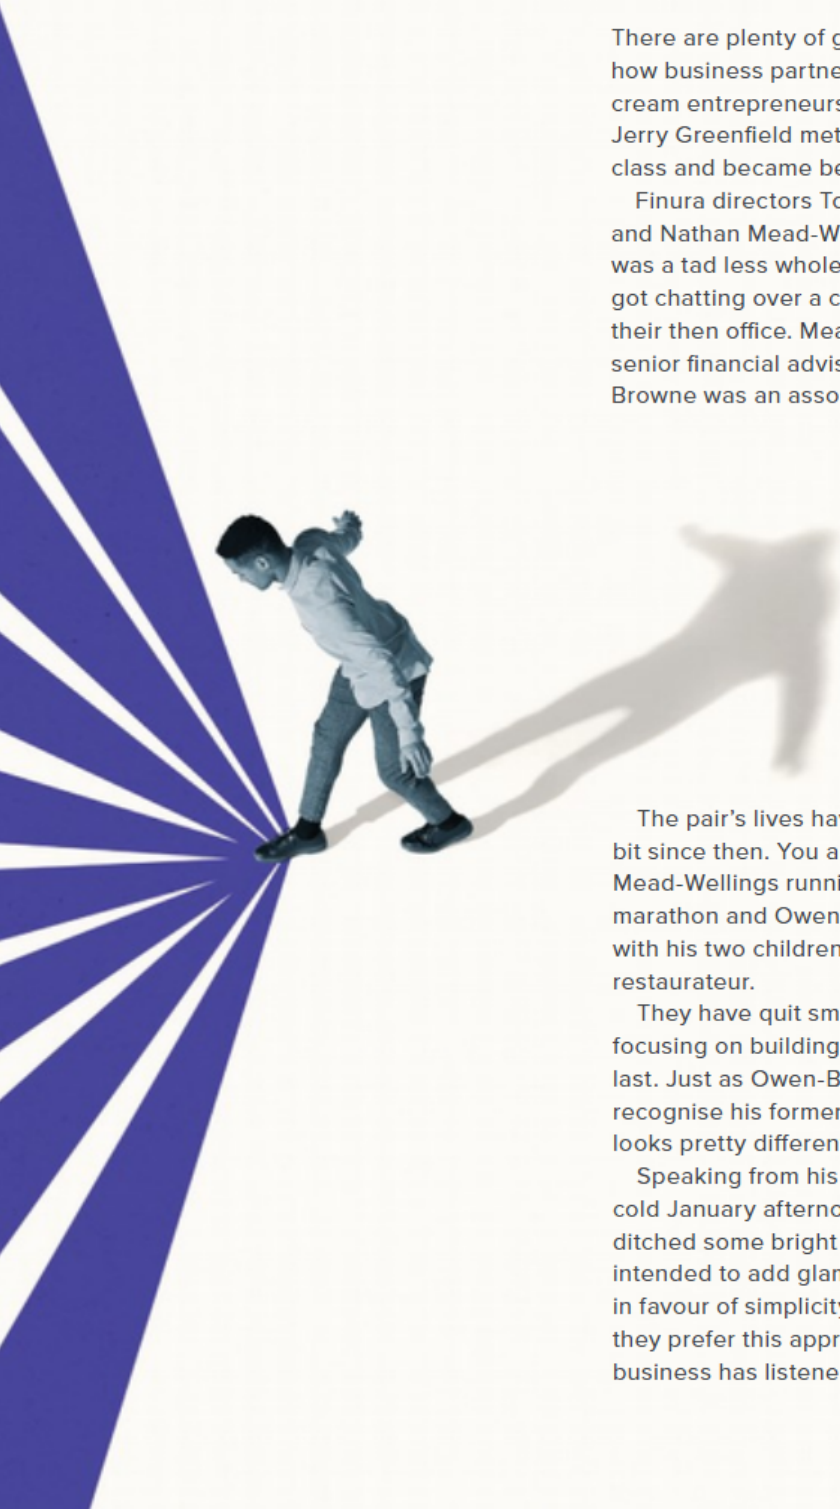 There are plenty of g
how business partne
cream entrepreneurs
Jerry Greenfield met
class and became be
Finura directors To
and Nathan Mead-W
was a tad less whole
got chatting over a c
their then office. Mea
senior financial advis
Browne was an asso
The pair’s lives hav
bit since then. You a
Mead-Wellings runni
marathon and Owen
with his two children
restaurateur.
They have quit sm
focusing on building
last. Just as Owen-B
recognise his former
looks pretty differen
Speaking from his
cold January afterno
ditched some bright
intended to add glam
in favour of simplicity
they prefer this appr
business has listene